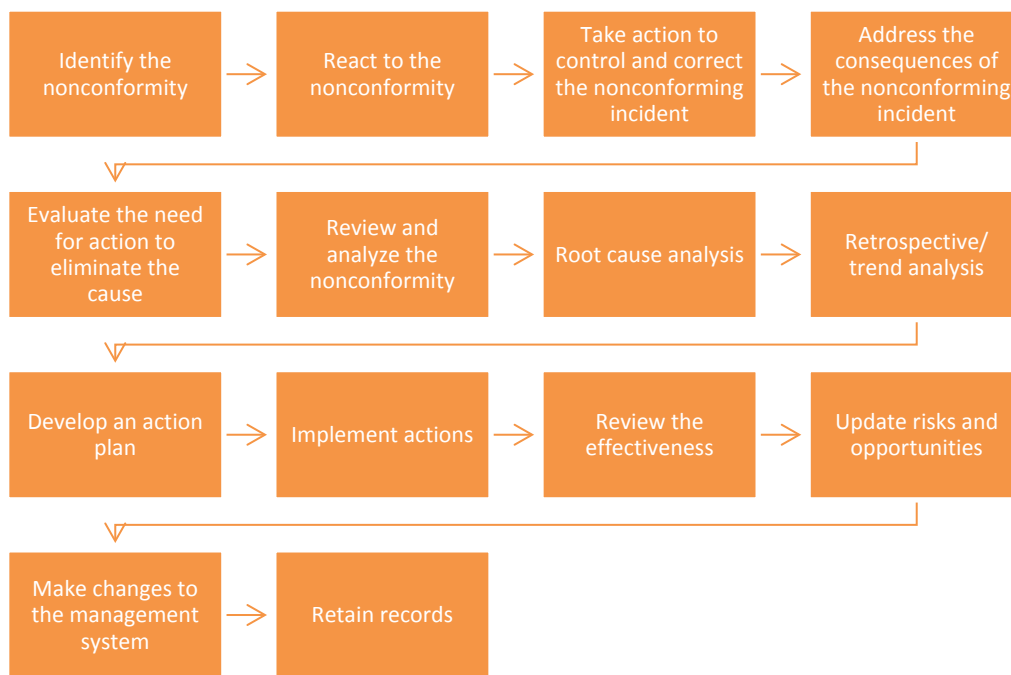 Identify the
nonconformity
React to the
nonconformity
Take action to
control and correct
the nonconforming
incident
Address the
consequences of
the nonconforming
incident
Evaluate the need
for action to
eliminate the
cause
Review and
analyze the
nonconformity
Root cause analysis
Retrospective/
trend analysis
Develop an action
plan
Implement actions
Review the
effectiveness
Update risks and
opportunities
Make changes to
the management
system
Retain records